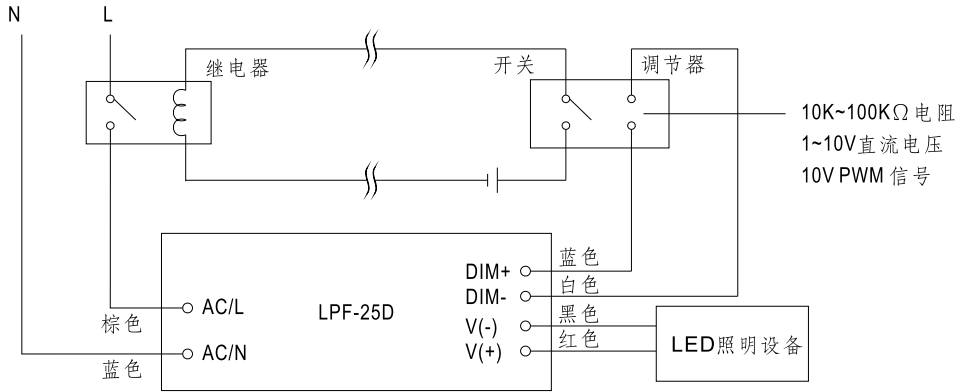 N
L
继电器
开关
调节器
10K~100KΩ电阻
1~10V直流电压
10V PWM 信号
DIM+
蓝色
DIM-
白色
AC/L
LPF-25D
V(-)
黑色
棕色
V(+)
红色
LED照明设备
AC/N
蓝色